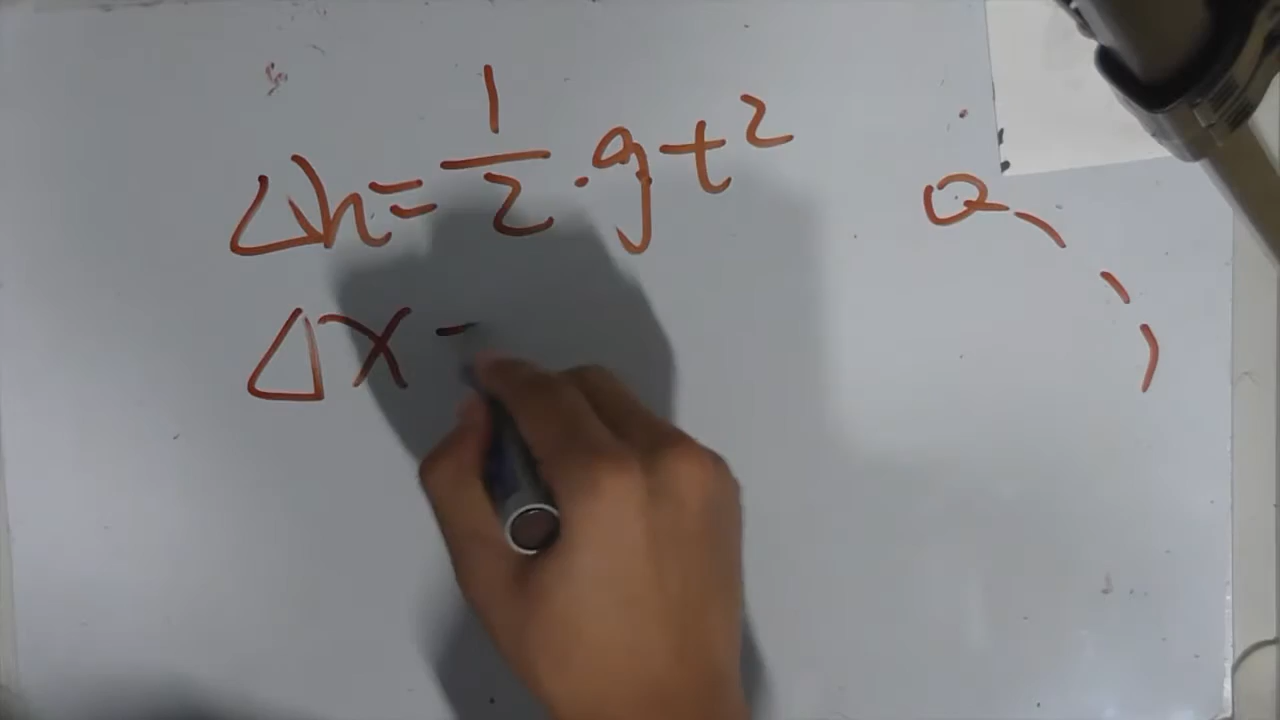 Δh = 1/2 · gt²
Δx -